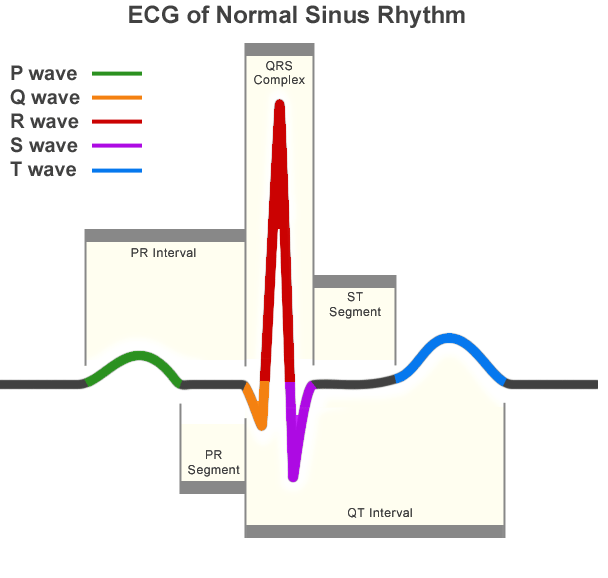 ECG of Normal Sinus Rhythm
P wave
Q wave
R wave
S wave
T wave
QRS
Complex
PR Interval
ST
Segment
PR
Segment
QT Interval